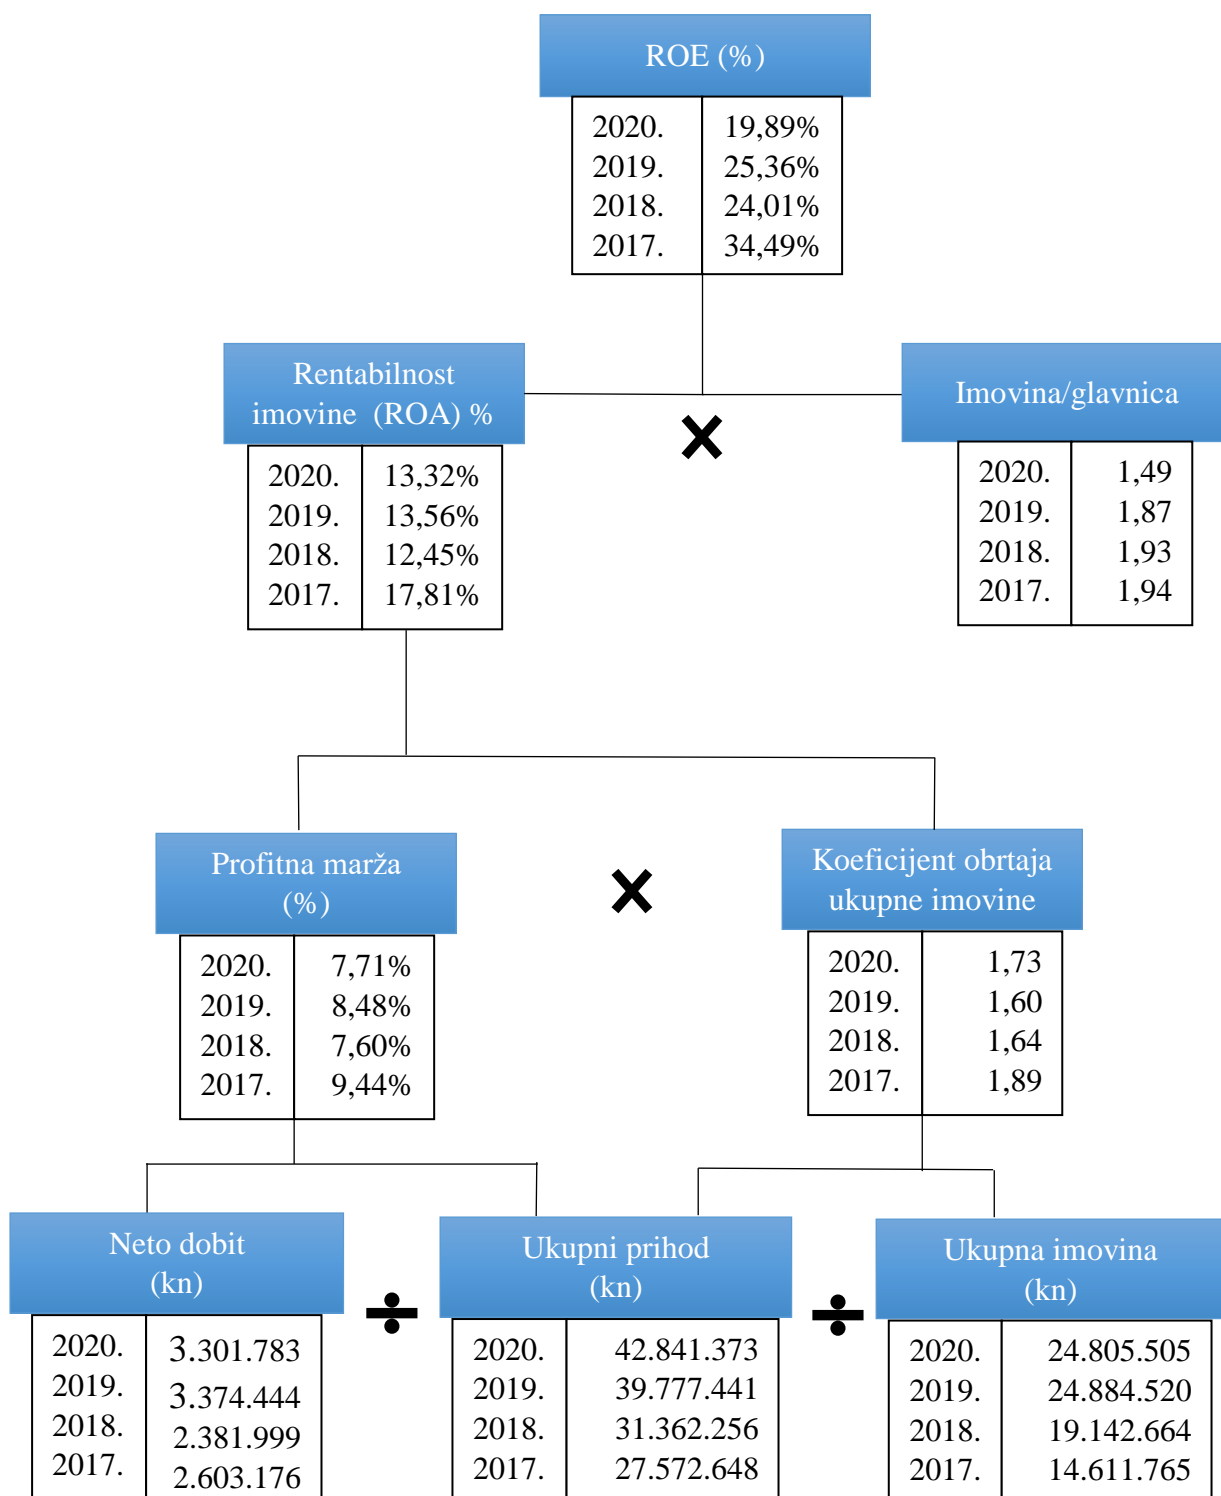 ROE (%)
2020. 19,89%
2019. 25,36%
2018. 24,01%
2017. 34,49%
Rentabilnost
imovine (ROA) %
2020. 13,32%
2019. 13,56%
2018. 12,45%
2017. 17,81%
×
Imovina/glavnica
2020. 1,49
2019. 1,87
2018. 1,93
2017. 1,94
Profitna marža
(%)
2020. 7,71%
2019. 8,48%
2018. 7,60%
2017. 9,44%
×
Koeficijent obrtaja
ukupne imovine
2020. 1,73
2019. 1,60
2018. 1,64
2017. 1,89
Neto dobit
(kn)
2020. 3.301.783
2019. 3.374.444
2018. 2.381.999
2017. 2.603.176
÷
Ukupni prihod
(kn)
2020. 42.841.373
2019. 39.777.441
2018. 31.362.256
2017. 27.572.648
÷
Ukupna imovina
(kn)
2020. 24.805.505
2019. 24.884.520
2018. 19.142.664
2017. 14.611.765